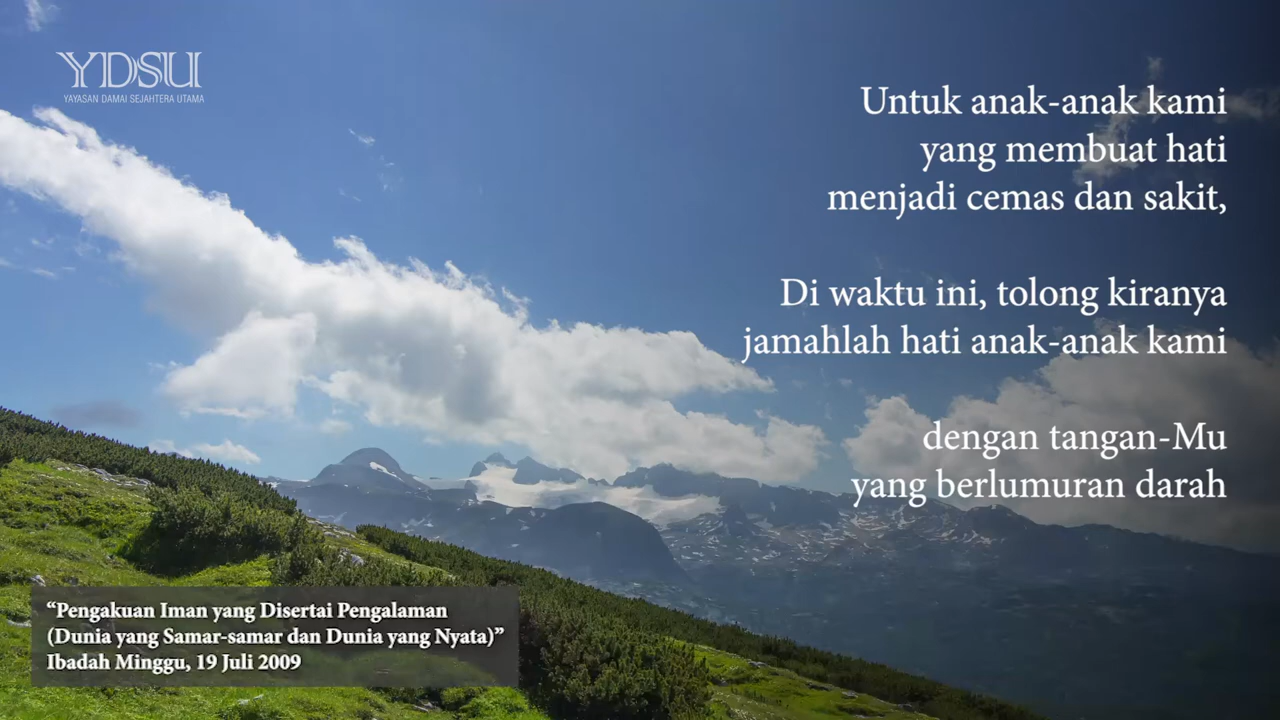 YDSU
YAYASAN DAMAI SEJAHTERA UTAMA
Untuk anak-anak kami
yang membuat hati
menjadi cemas dan sakit,
Di waktu ini, tolong kiranya
jamahlah hati anak-anak kami
dengan tangan-Mu
yang berlumuran darah
“Pengakuan Iman yang Disertai Pengalaman
(Dunia yang Samar-samar dan Dunia yang Nyata)”
Ibadah Minggu, 19 Juli 2009